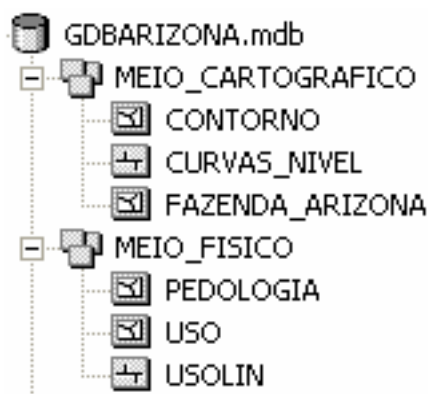 GDBARIZONA.mdb
MEIO_CARTOGRAFICO
CONTORNO
CURVAS_NIVEL
FAZENDA_ARIZONA
MEIO_FISICO
PEDOLOGIA
USO
USOLIN